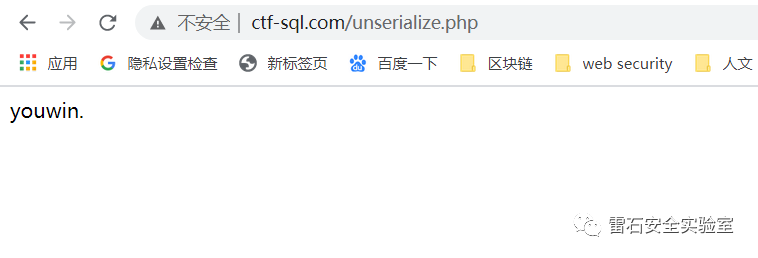 不安全 | ctf-sql.com/unserialize.php
应用 隐私设置检查 新标签页 百度一下 区块链 web security 人文
youwin.
雷石安全实验室